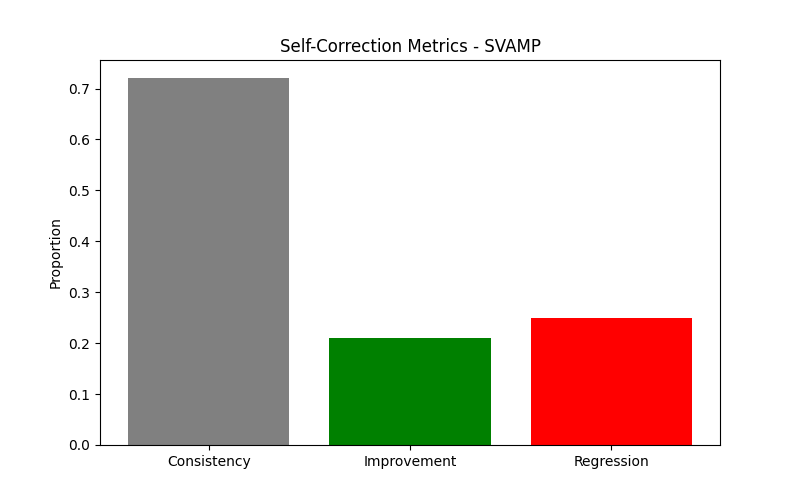 Self-Correction Metrics - SVAMP
Proportion
0.7
0.6
0.5
0.4
0.3
0.2
0.1
0.0
Consistency
Improvement
Regression